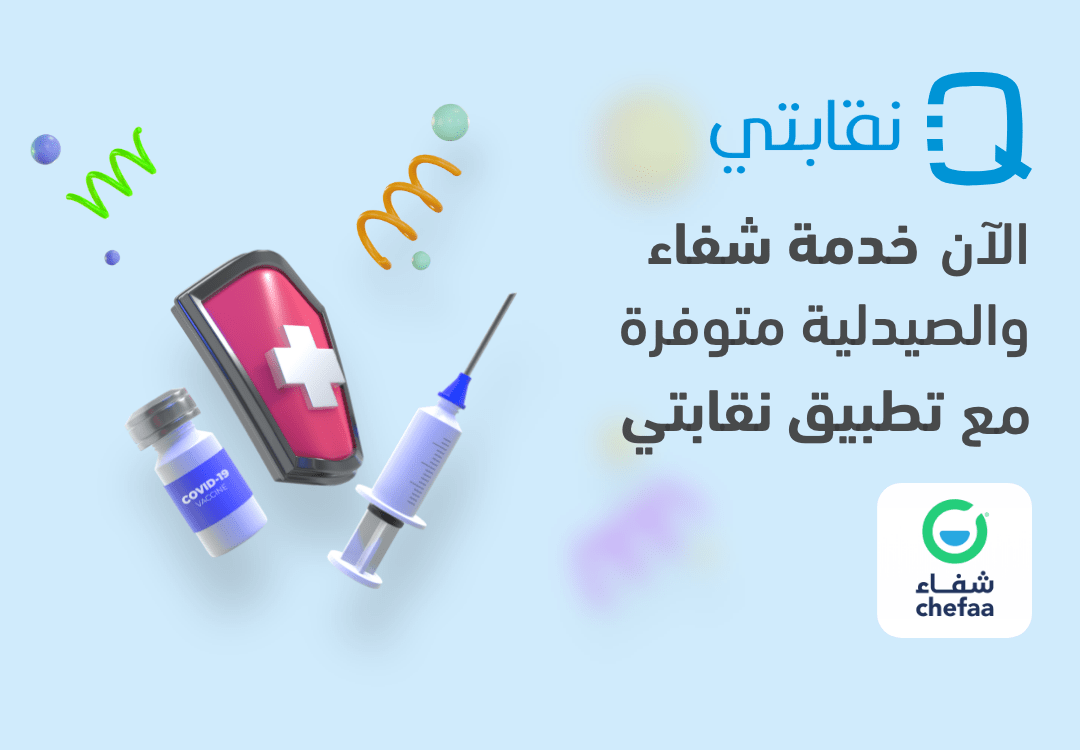 نقابتي
الآن خدمة شفاء
والصيدلية متوفرة
مع تطبيق نقابتي
شفاء
chefaa
COVID-19
VACCINE